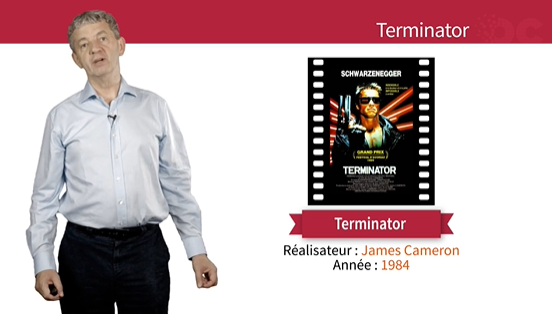 Terminator
SCHWARZENEGGER
GRAND PRIX
TERMINATOR
Terminator
Réalisateur : James Cameron
Année : 1984